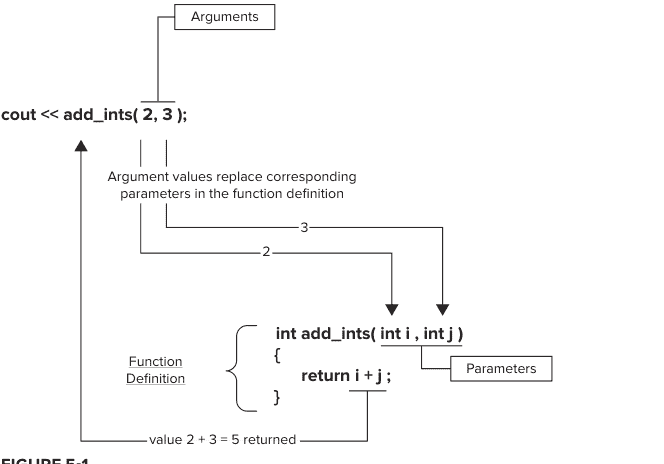 Arguments
cout << add_ints( 2, 3 );
Argument values replace corresponding
parameters in the function definition
3
2
int add_ints( int i , int j )
{
Function
Definition
return i + j ;
Parameters
}
value 2 + 3 = 5 returned
FIGURE 5-1